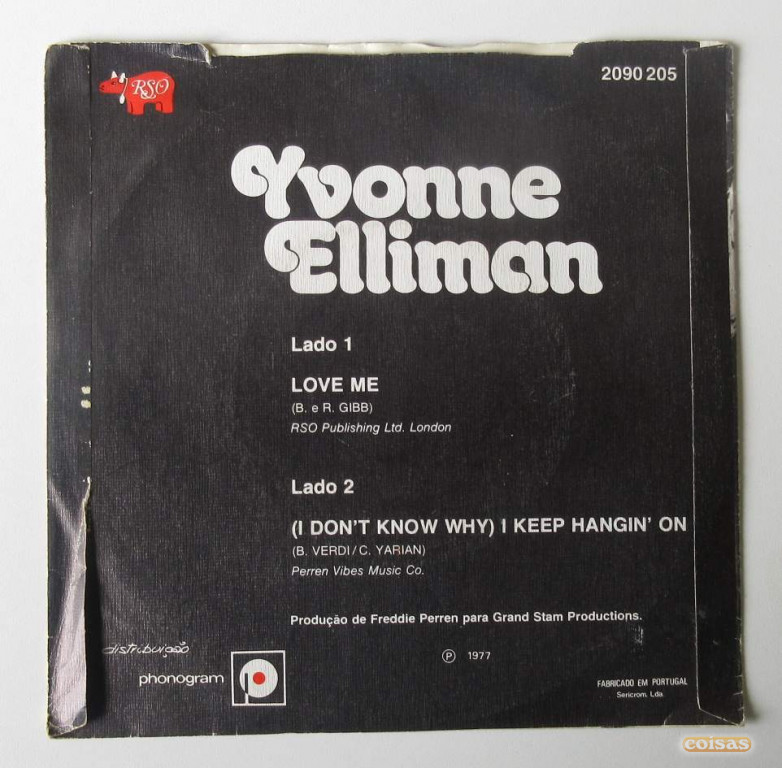 RSO
2090 205
Yvonne
Elliman
Lado 1
LOVE ME
(B. e R. GIBB)
RSO Publishing Ltd. London
Lado 2
(I DON'T KNOW WHY) I KEEP HANGIN' ON
(B. VERDI/C. YARIAN)
Perren Vibes Music Co.
Produção de Freddie Perren para Grand Stam Productions.
distribuição
phonogram
Ⓟ 1977
FABRICADO EM PORTUGAL
Sericrom. Lda.
coisas